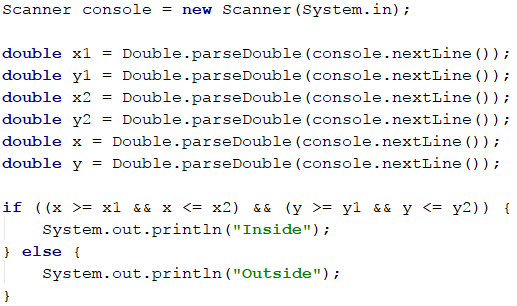 Scanner console = new Scanner(System.in);
double x1 = Double.parseDouble(console.nextLine());
double y1 = Double.parseDouble(console.nextLine());
double x2 = Double.parseDouble(console.nextLine());
double y2 = Double.parseDouble(console.nextLine());
double x = Double.parseDouble(console.nextLine());
double y = Double.parseDouble(console.nextLine());
if ((x >= x1 && x <= x2) && (y >= y1 && y <= y2)) {
    System.out.println("Inside");
} else {
    System.out.println("Outside");
}